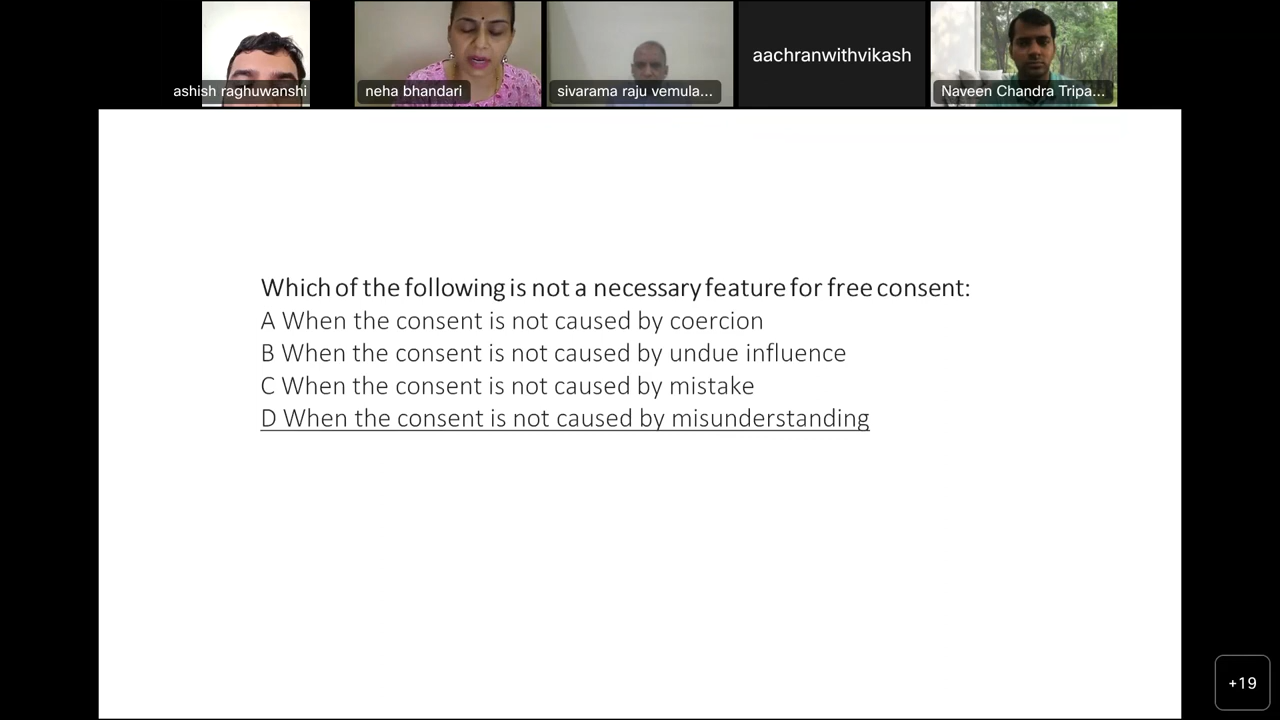 ashish raghuwanshi
neha bhandari
sivarama raju vemula...
aachranwithvikash
Naveen Chandra Tripa...
Which of the following is not a necessary feature for free consent:
A When the consent is not caused by coercion
B When the consent is not caused by undue influence
C When the consent is not caused by mistake
D When the consent is not caused by misunderstanding
+19